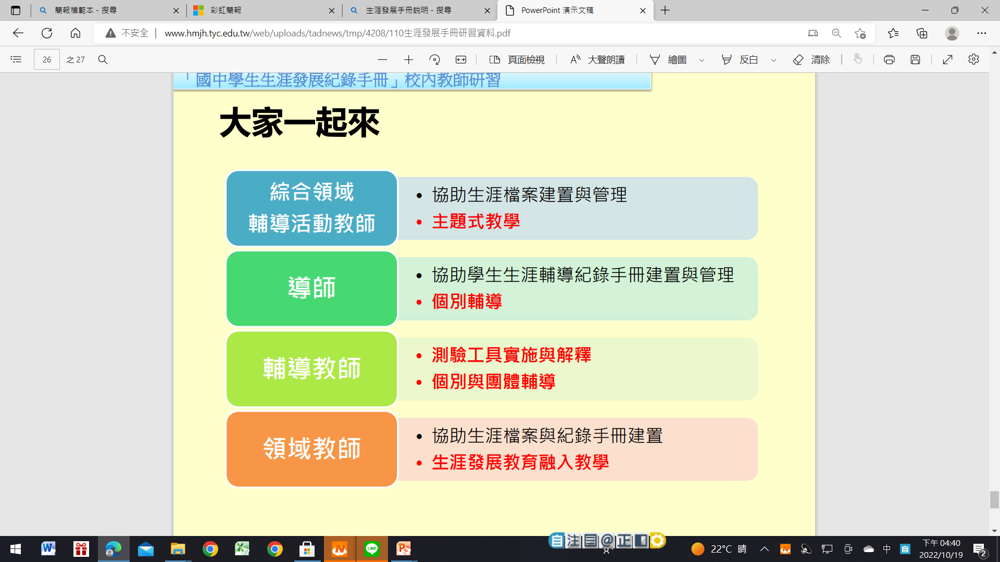 簡報檔範本 - 搜尋
彩虹簡報
生涯發展手冊說明 - 搜尋
PowerPoint 演示文稿
不安全
www.hmjh.tyc.edu.tw/web/uploads/tadnews/tmp/4208/110生涯發展手冊研習資料.pdf
26 之 27
頁面檢視
大聲朗讀
繪圖
反白
清除
「國中學生生涯發展紀錄手冊」校內教師研習
大家一起來
綜合領域
輔導活動教師
• 協助生涯檔案建置與管理
• 主題式教學
導師
• 協助學生生涯輔導紀錄手冊建置與管理
• 個別輔導
輔導教師
• 測驗工具實施與解釋
• 個別與團體輔導
領域教師
• 協助生涯檔案與紀錄手冊建置
• 生涯發展教育融入教學
自注@正
LINE
22°C 晴
中
自
下午 04:40
2022/10/19
2